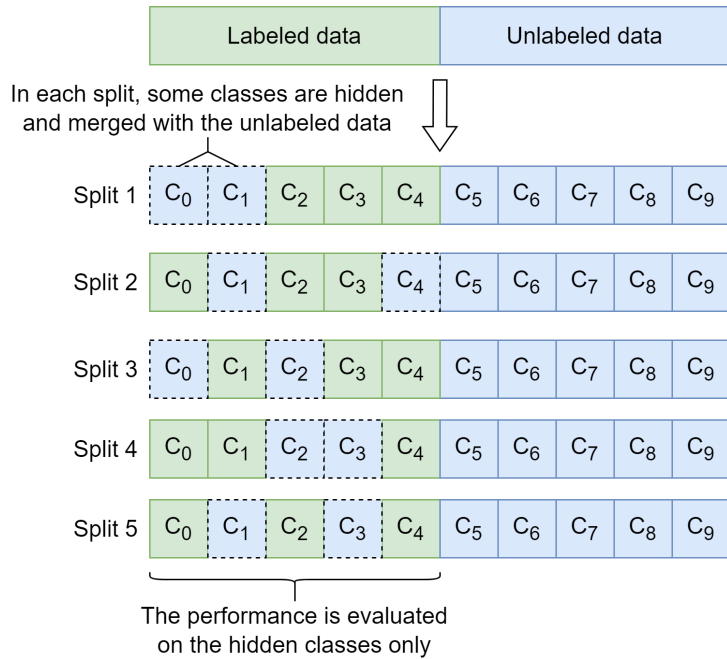 Labeled data Unlabeled data
In each split, some classes are hidden
and merged with the unlabeled data
Split 1 C0 C1 C2 C3 C4 C5 C6 C7 C8 C9
Split 2 C0 C1 C2 C3 C4 C5 C6 C7 C8 C9
Split 3 C0 C1 C2 C3 C4 C5 C6 C7 C8 C9
Split 4 C0 C1 C2 C3 C4 C5 C6 C7 C8 C9
Split 5 C0 C1 C2 C3 C4 C5 C6 C7 C8 C9
The performance is evaluated
on the hidden classes only